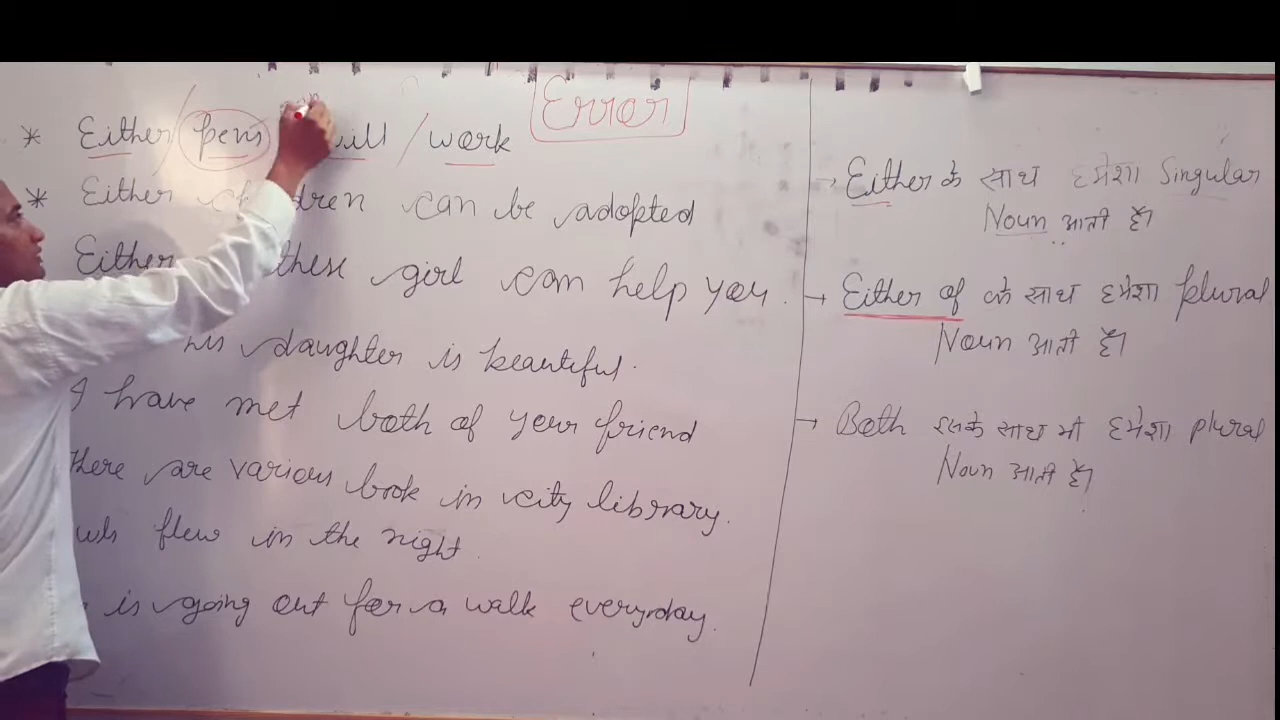 Error
* Either / pens will / work
* Either children can be adopted
Either these girl can help you.
his daughter is beautiful.
I have met both of your friend
there are various book in city library.
flew in the night.
is going out for a walk everyday.
→ Either के साथ हमेशा Singular
Noun आती है।
→ Either of के साथ हमेशा plural
Noun आती है।
→ Both इसके साथ भी हमेशा plural
Noun आती है।